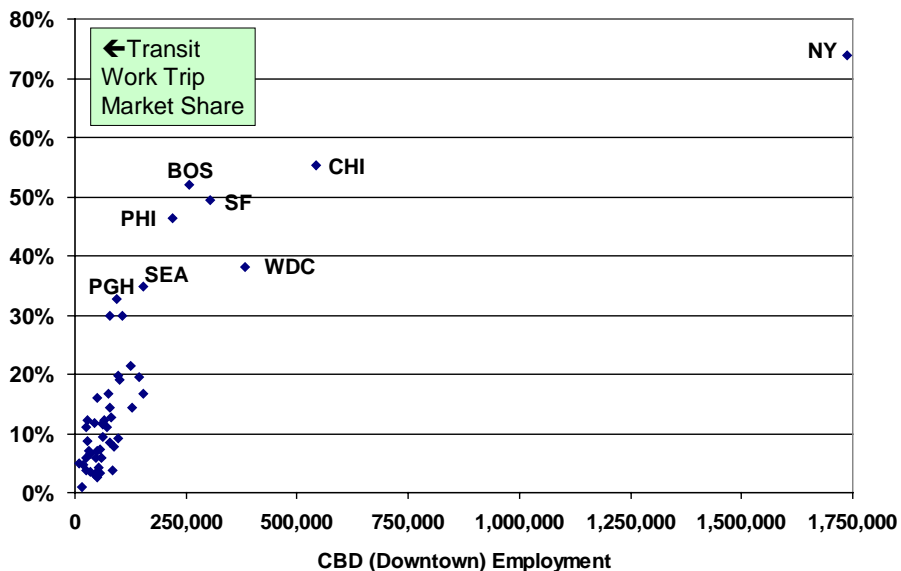 80%
←Transit
Work Trip
Market Share
NY
70%
60%
CHI
BOS
SF
50%
PHI
40%
WDC
SEA
PGH
30%
20%
10%
0%
0 250,000 500,000 750,000 1,000,000 1,250,000 1,500,000 1,750,000
CBD (Downtown) Employment